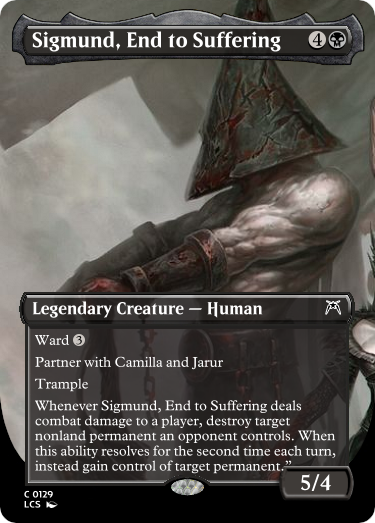 Sigmund, End to Suffering 4
Legendary Creature — Human
Ward 3
Partner with Camilla and Jarur
Trample
Whenever Sigmund, End to Suffering deals
combat damage to a player, destroy target
nonland permanent an opponent controls. When
this ability resolves for the second time each turn,
instead gain control of target permanent.”
5/4
C 0129
LCS